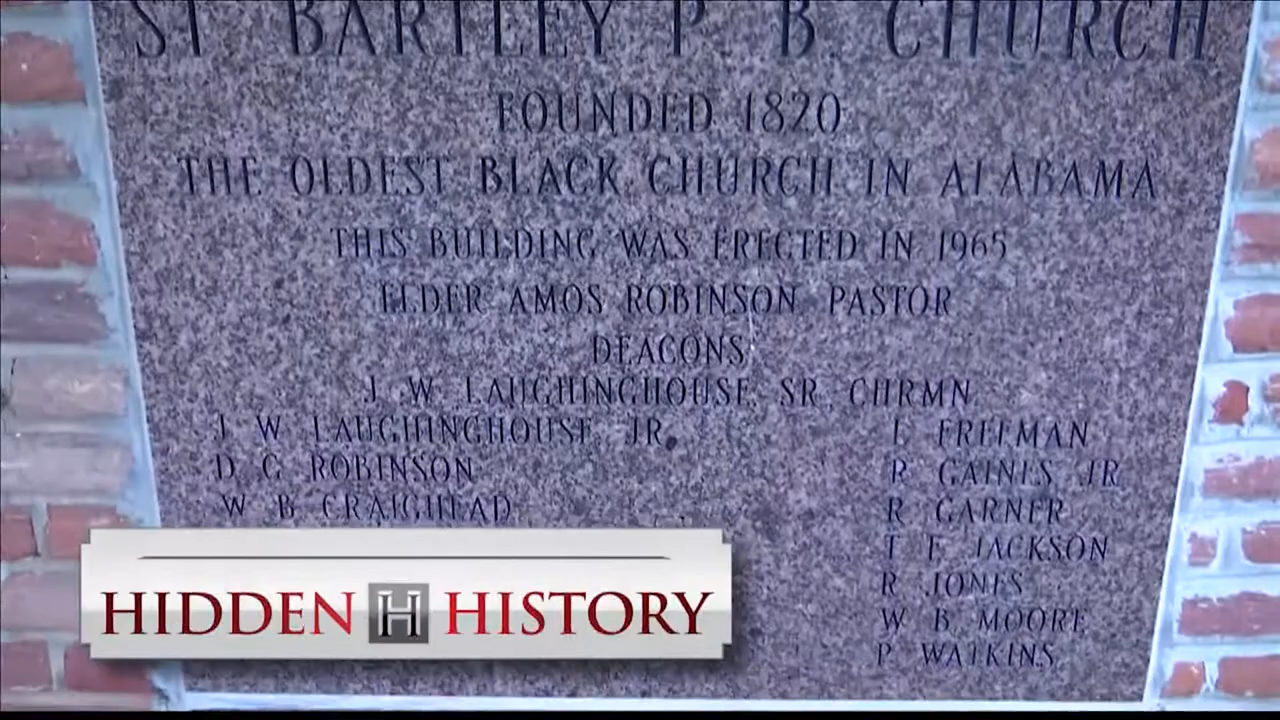 ST BARTLEY P. B. CHURCH
FOUNDED 1820
THE OLDEST BLACK CHURCH IN ALABAMA
THIS BUILDING WAS ERECTED IN 1965
ELDER AMOS ROBINSON PASTOR
DEACONS
J. W. LAUGHINGHOUSE SR. CHRMN
J W LAUGHINGHOUSE JR.
L FREEMAN
D G ROBINSON
R GAINES JR
W B CRAIGHEAD
R GARNER
T F JACKSON
R JONES
W B MOORE
P WATKINS
HIDDEN H HISTORY